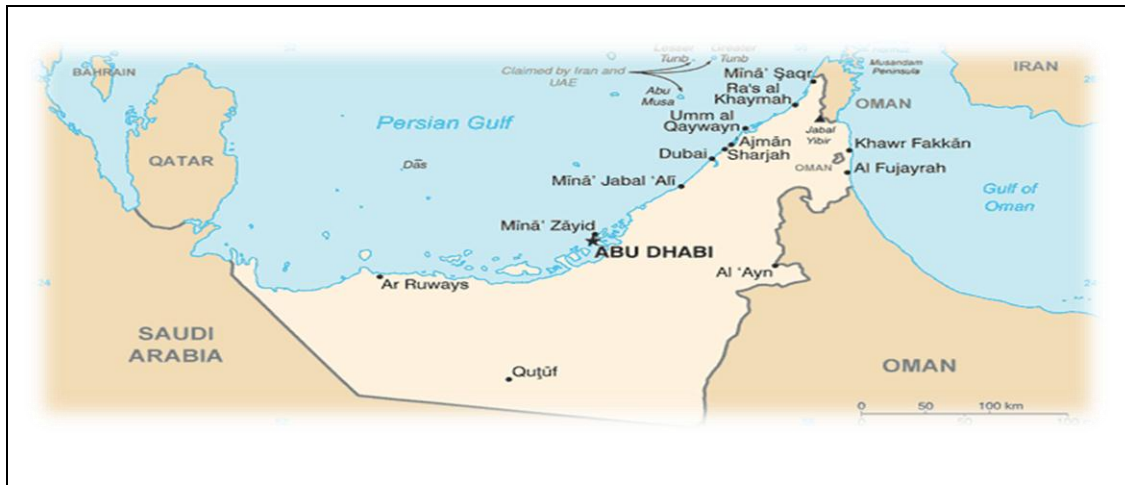 BAHRAIN
QATAR
Persian Gulf
Dās
Lesser
Tunb
Greater
Tunb
Claimed by Iran and
UAE
Abu
Musa
Mīnā' Şaqr
Ra's al
Khaymah
Umm al
Qaywayn
Ajmān
Sharjah
Dubai
Mīnā' Jabal 'Alī
Mīnā' Zāyid
ABU DHABI
Ar Ruways
Al 'Ayn
Quţūf
Musandam
Peninsula
IRAN
OMAN
Jabal
Yibir
OMAN
Khawr Fakkān
Al Fujayrah
Gulf of
Oman
24
24
SAUDI
ARABIA
OMAN
0 50 100 km